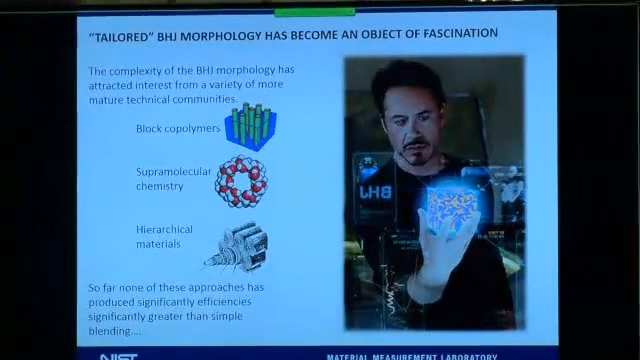 "TAILORED" BHJ MORPHOLOGY HAS BECOME AN OBJECT OF FASCINATION
The complexity of the BHJ morphology has
attracted interest from a variety of more
mature technical communities.
Block copolymers
Supramolecular
chemistry
Hierarchical
materials
So far none of these approaches has
produced significantly efficiencies
significantly greater than simple
blending....
BHJ
NIST
MATERIAL MEASUREMENT LABORATORY